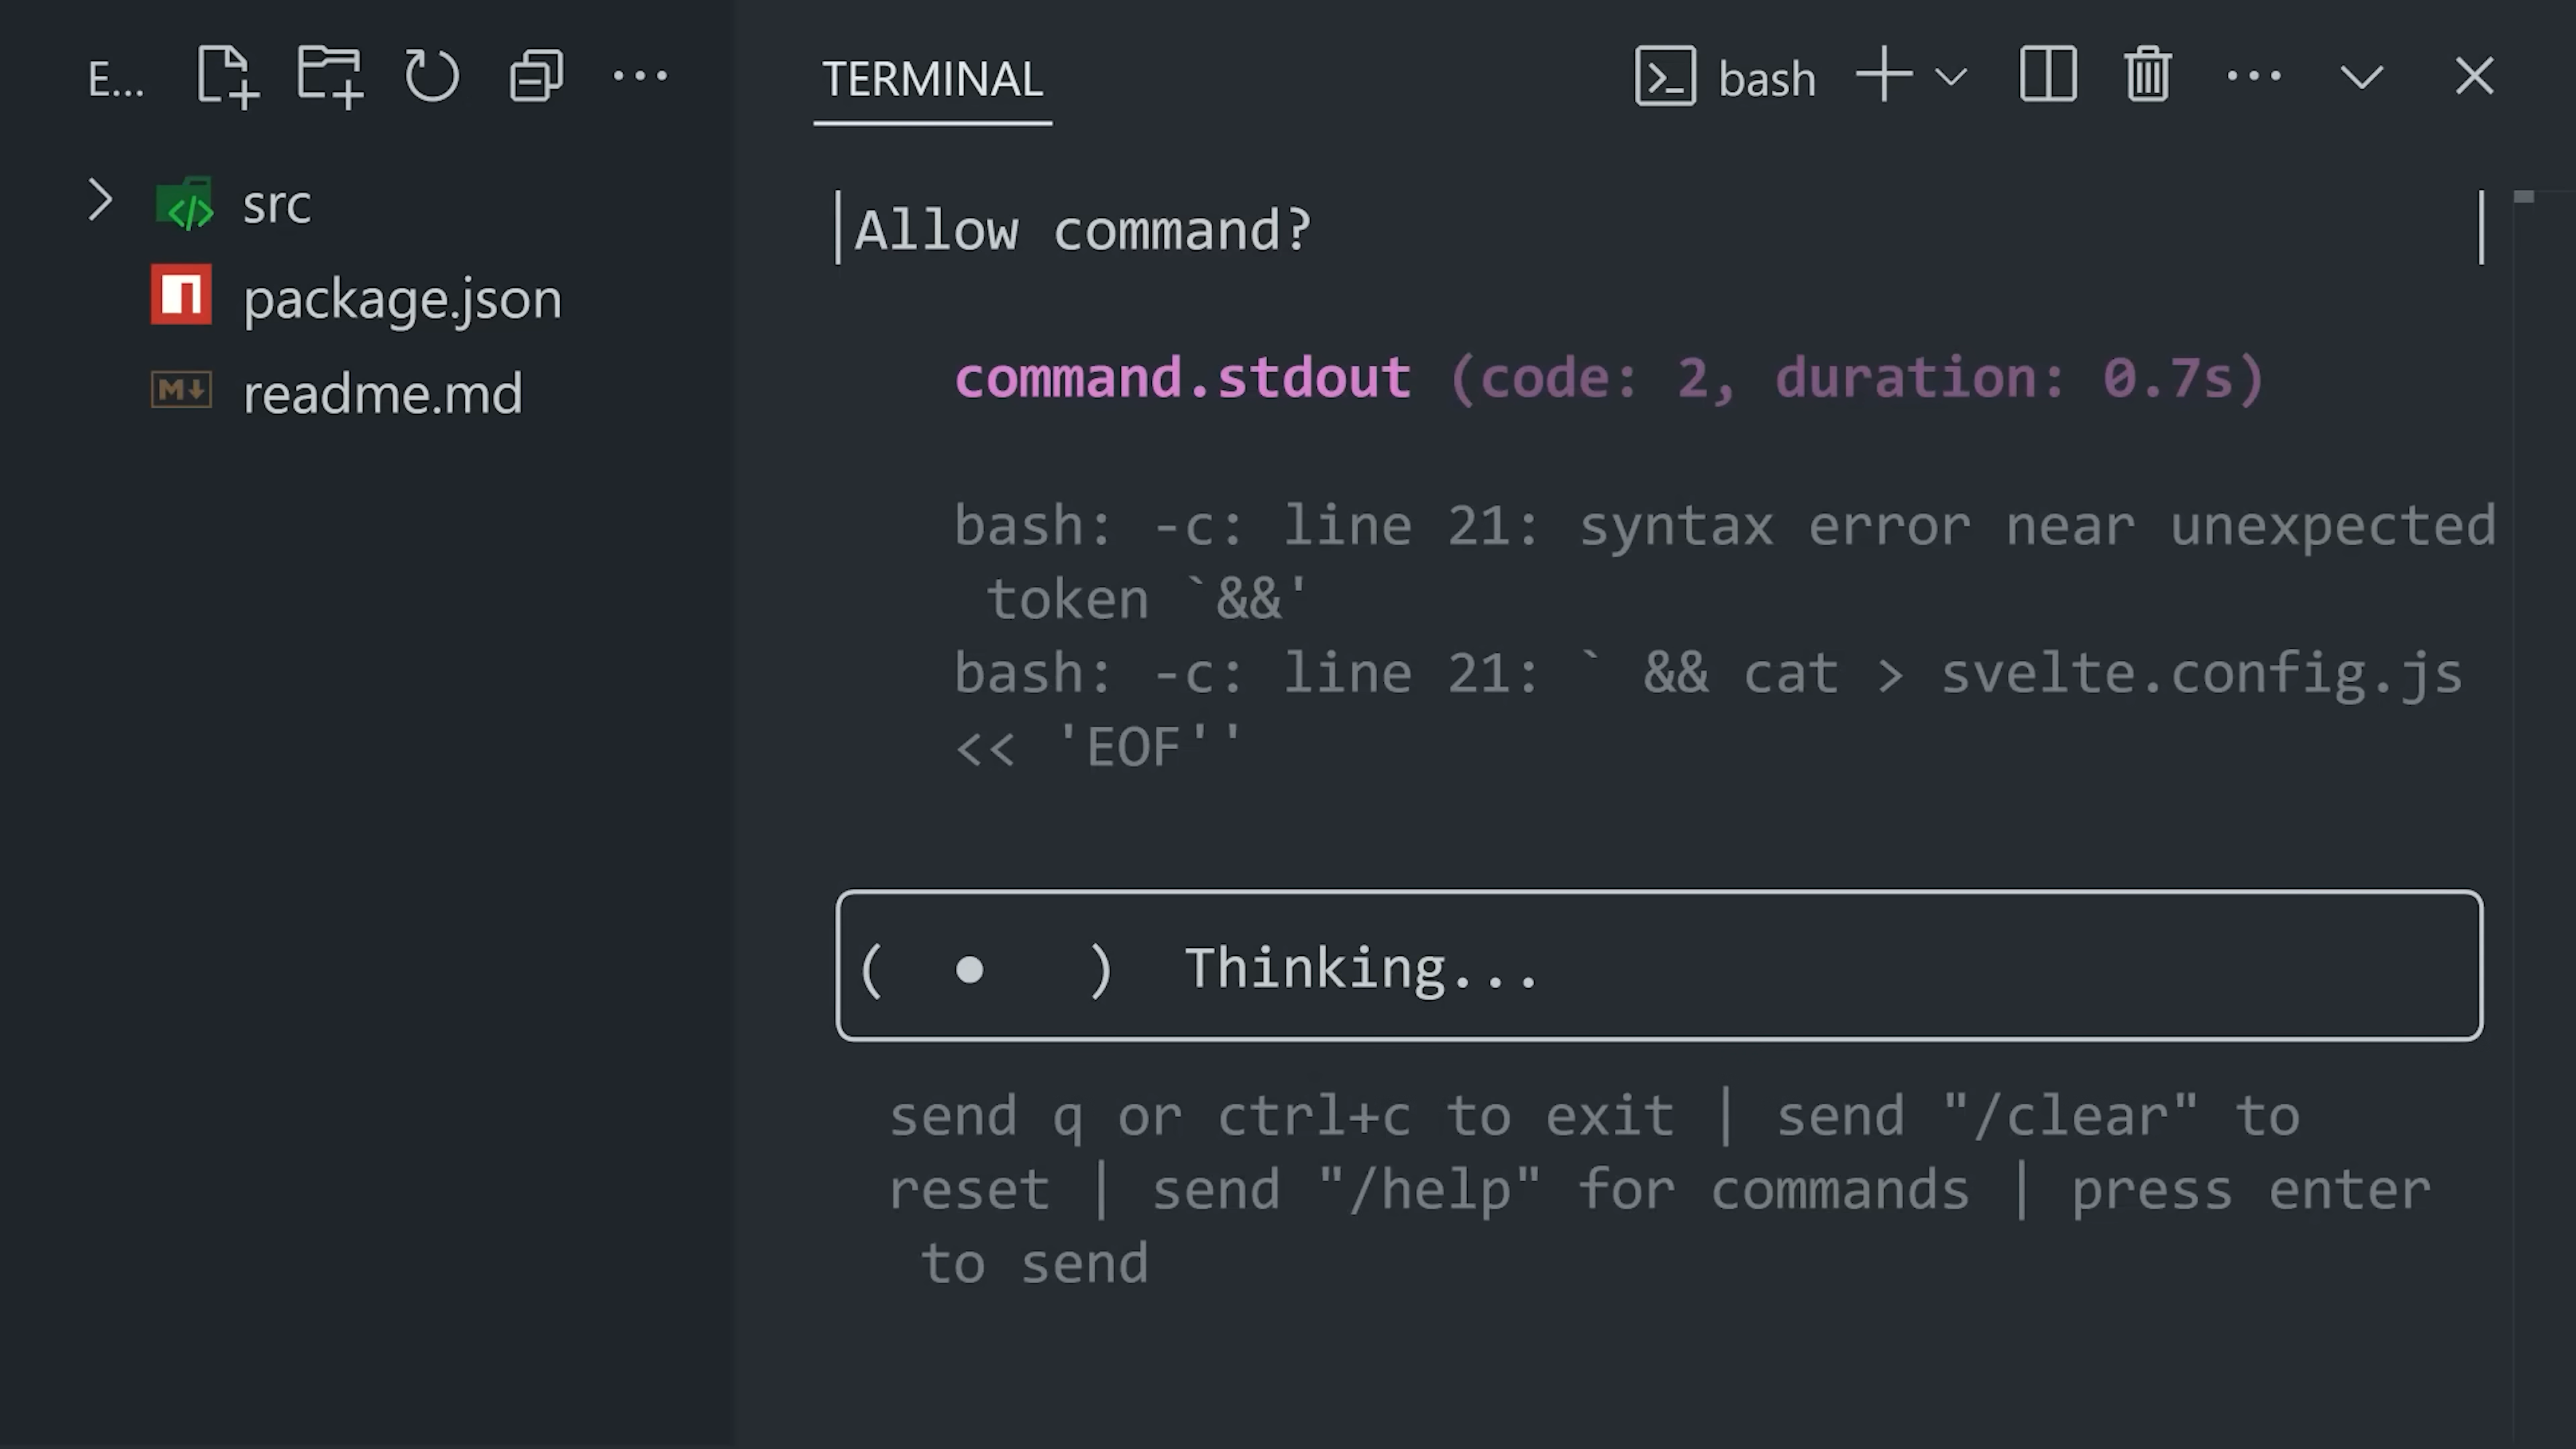 E...
TERMINAL
bash
src
package.json
readme.md
Allow command?
command.stdout (code: 2, duration: 0.7s)
bash: -c: line 21: syntax error near unexpected
token `&&'
bash: -c: line 21: ` && cat > svelte.config.js
<< 'EOF''
( ● ) Thinking...
send q or ctrl+c to exit | send "/clear" to
reset | send "/help" for commands | press enter
to send